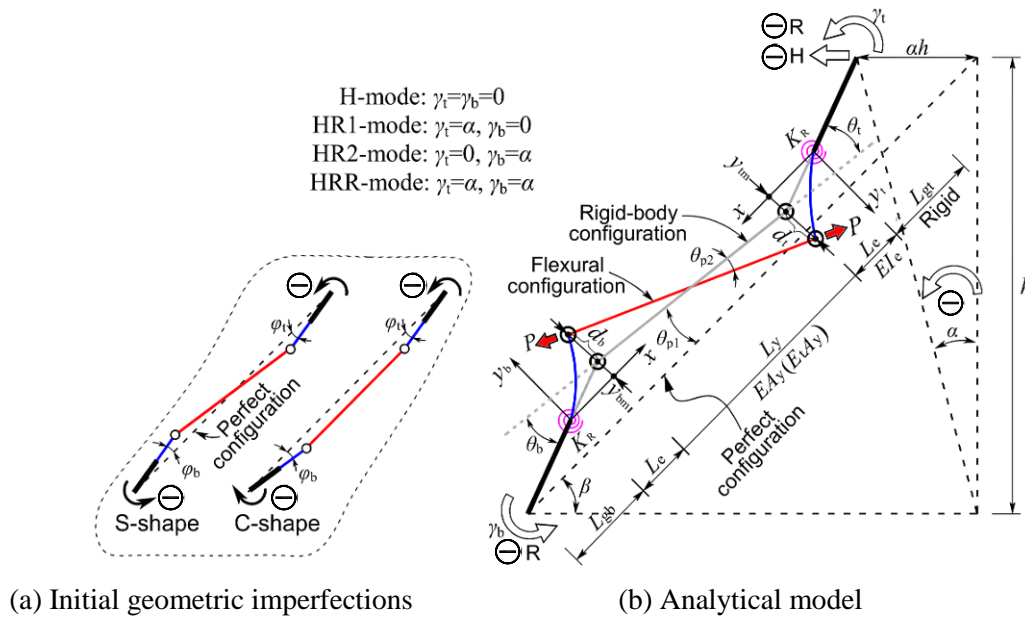 H-mode: γt=γb=0
HR1-mode: γt=α, γb=0
HR2-mode: γt=0, γb=α
HRR-mode: γt=α, γb=α
φt
φt
Perfect
configuration
φb
φb
S-shape
C-shape
(a) Initial geometric imperfections
R
H
γt
αh
θt
KR
ytm
x
yt
Lgt
Rigid
Rigid-body
configuration
dt
P
Le
EIe
θp2
Flexural
configuration
h
P
db
θp1
α
Ly
EAy(EtAy)
x
yb
ybm
KR
θb
Perfect
configuration
Le
β
Lgb
γb
R
(b) Analytical model